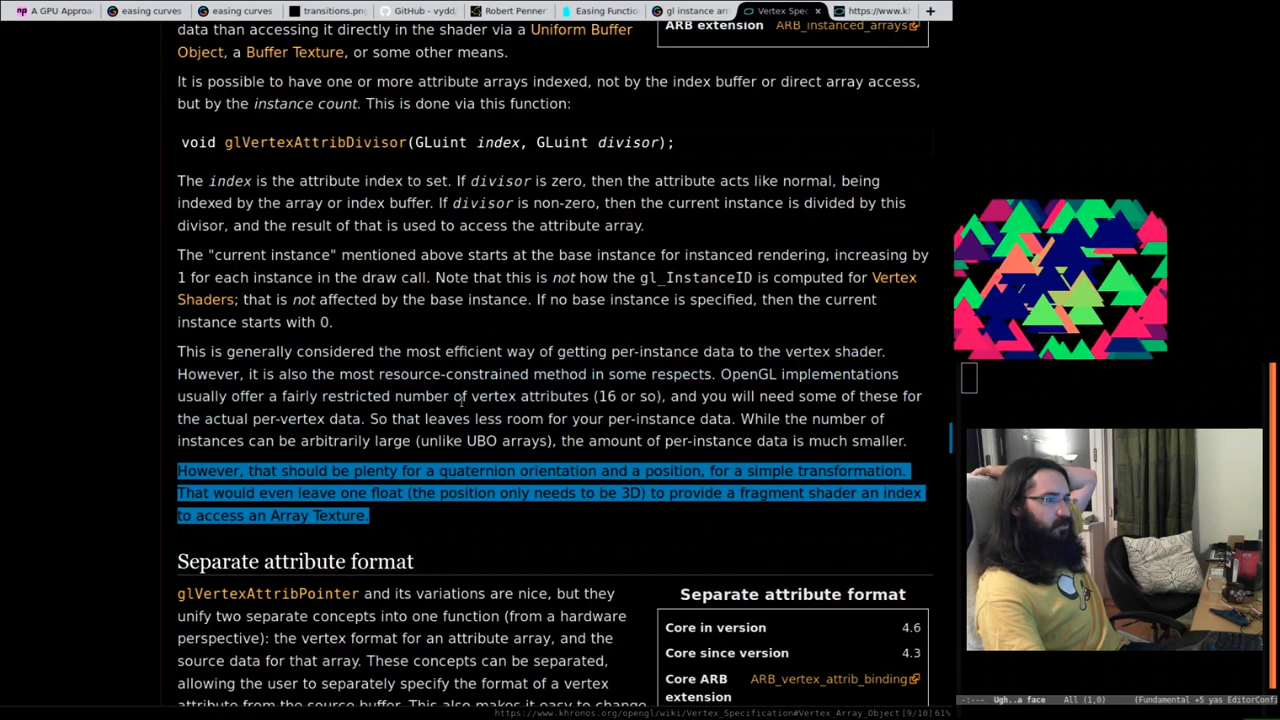 easing curves
easing curves
transitions.pn
GitHub - vydd
Robert Penner
Easing Functio
gl instance arr
Vertex Spec
https://www.kh
A GPU Approa
data than accessing it directly in the shader via a Uniform Buffer
Object, a Buffer Texture, or some other means.
ARB extension ARB_instanced_arrays
It is possible to have one or more attribute arrays indexed, not by the index buffer or direct array access,
but by the instance count. This is done via this function:
void glVertexAttribDivisor(GLuint index, GLuint divisor);
The index is the attribute index to set. If divisor is zero, then the attribute acts like normal, being
indexed by the array or index buffer. If divisor is non-zero, then the current instance is divided by this
divisor, and the result of that is used to access the attribute array.
The "current instance" mentioned above starts at the base instance for instanced rendering, increasing by
1 for each instance in the draw call. Note that this is not how the gl_InstanceID is computed for Vertex
Shaders; that is not affected by the base instance. If no base instance is specified, then the current
instance starts with 0.
This is generally considered the most efficient way of getting per-instance data to the vertex shader.
However, it is also the most resource-constrained method in some respects. OpenGL implementations
usually offer a fairly restricted number of vertex attributes (16 or so), and you will need some of these for
the actual per-vertex data. So that leaves less room for your per-instance data. While the number of
instances can be arbitrarily large (unlike UBO arrays), the amount of per-instance data is much smaller.
However, that should be plenty for a quaternion orientation and a position, for a simple transformation.
That would even leave one float (the position only needs to be 3D) to provide a fragment shader an index
to access an Array Texture.
Separate attribute format
glVertexAttribPointer and its variations are nice, but they
unify two separate concepts into one function (from a hardware
perspective): the vertex format for an attribute array, and the
source data for that array. These concepts can be separated,
allowing the user to separately specify the format of a vertex
attribute from the source buffer. This also makes it easy to change
Separate attribute format
Core in version 4.6
Core since version 4.3
Core ARB ARB_vertex_attrib_binding
extension
https://www.khronos.org/opengl/wiki/Vertex_Specification#Vertex_Array_Object[9/10]61%
-:--- Ugh..a face All (1,0) (Fundamental +5 yas EditorConfi